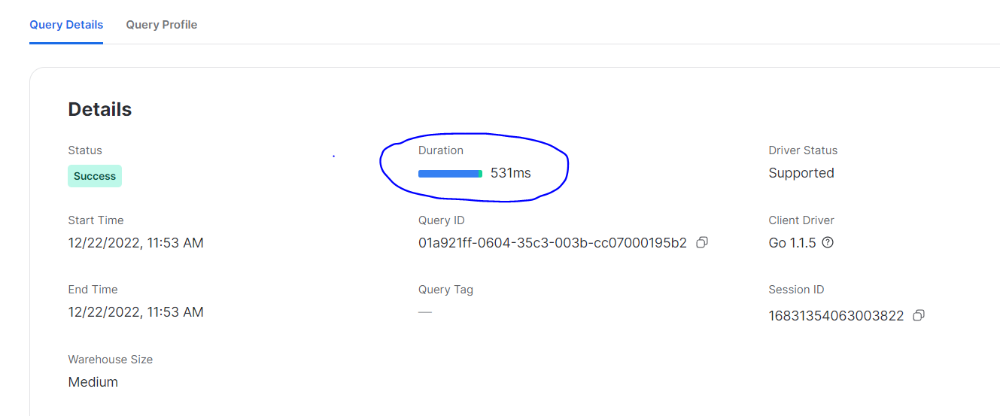 Query Details Query Profile
Details
Status Duration Driver Status
Success 531ms Supported
Start Time Query ID Client Driver
12/22/2022, 11:53 AM 01a921ff-0604-35c3-003b-cc07000195b2 Go 1.1.5
End Time Query Tag Session ID
12/22/2022, 11:53 AM — 16831354063003822
Warehouse Size
Medium